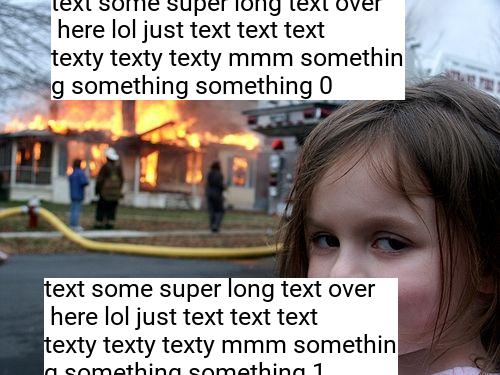 text some super long text over
here lol just text text text
texty texty texty mmm somethin
g something something 0
text some super long text over
here lol just text text text
texty texty texty mmm somethin
g something something 1